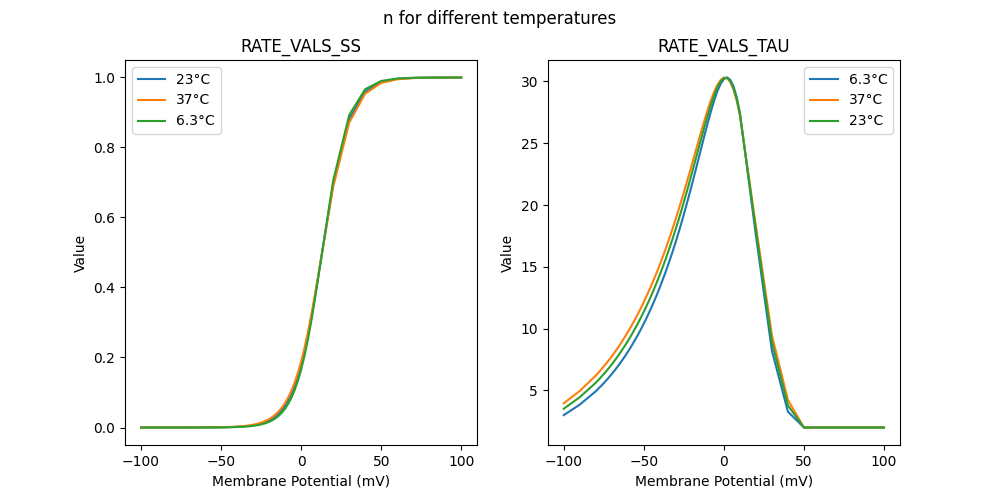 n for different temperatures
RATE_VALS_SS
RATE_VALS_TAU
23°C
37°C
6.3°C
6.3°C
37°C
23°C
1.0
0.8
0.6
0.4
0.2
0.0
Value
−100
−50
0
50
100
Membrane Potential (mV)
30
25
20
15
10
5
Value
−100
−50
0
50
100
Membrane Potential (mV)